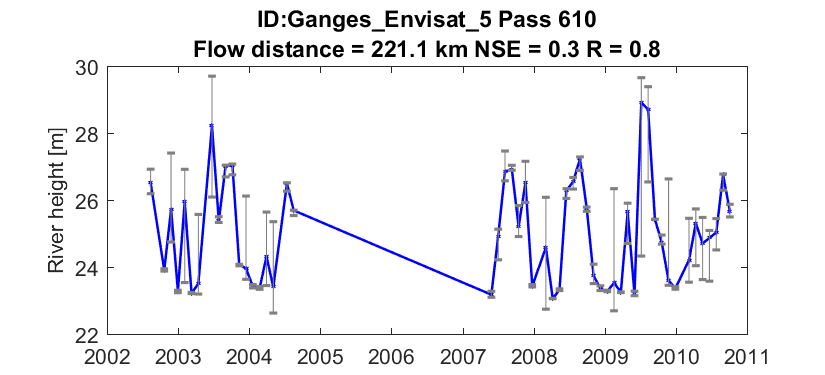 ID:Ganges_Envisat_5 Pass 610
Flow distance = 221.1 km NSE = 0.3 R = 0.8
River height [m]
30
28
26
24
22
2002 2003 2004 2005 2006 2007 2008 2009 2010 2011